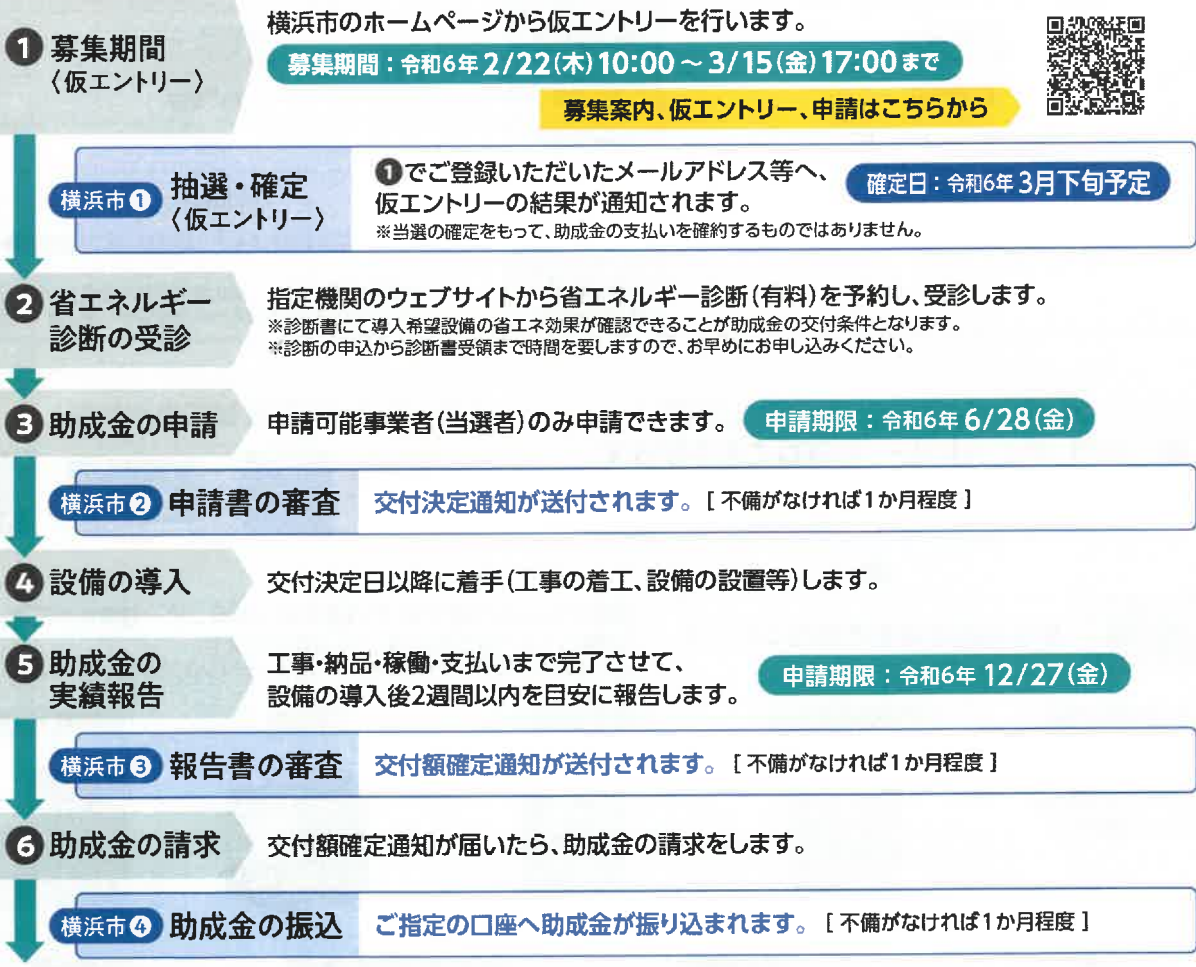 ❶ 募集期間
〈仮エントリー〉
横浜市のホームページから仮エントリーを行います。
募集期間：令和6年 2/22(木)10:00 ～ 3/15(金)17:00まで
募集案内、仮エントリー、申請はこちらから
横浜市❶ 抽選・確定
〈仮エントリー〉
❶でご登録いただいたメールアドレス等へ、
仮エントリーの結果が通知されます。
※当選の確定をもって、助成金の支払いを確約するものではありません。
確定日：令和6年 3月下旬予定
❷ 省エネルギー
診断の受診
指定機関のウェブサイトから省エネルギー診断(有料)を予約し、受診します。
※診断書にて導入希望設備の省エネ効果が確認できることが助成金の交付条件となります。
※診断の申込から診断書受領まで時間を要しますので、お早めにお申し込みください。
❸ 助成金の申請
申請可能事業者(当選者)のみ申請できます。
申請期限：令和6年 6/28(金)
横浜市❷ 申請書の審査
交付決定通知が送付されます。[ 不備がなければ1か月程度 ]
❹ 設備の導入
交付決定日以降に着手(工事の着工、設備の設置等)します。
❺ 助成金の
実績報告
工事・納品・稼働・支払いまで完了させて、
設備の導入後2週間以内を目安に報告します。
申請期限：令和6年 12/27(金)
横浜市❸ 報告書の審査
交付額確定通知が送付されます。[ 不備がなければ1か月程度 ]
❻ 助成金の請求
交付額確定通知が届いたら、助成金の請求をします。
横浜市❹ 助成金の振込
ご指定の口座へ助成金が振り込まれます。[ 不備がなければ1か月程度 ]